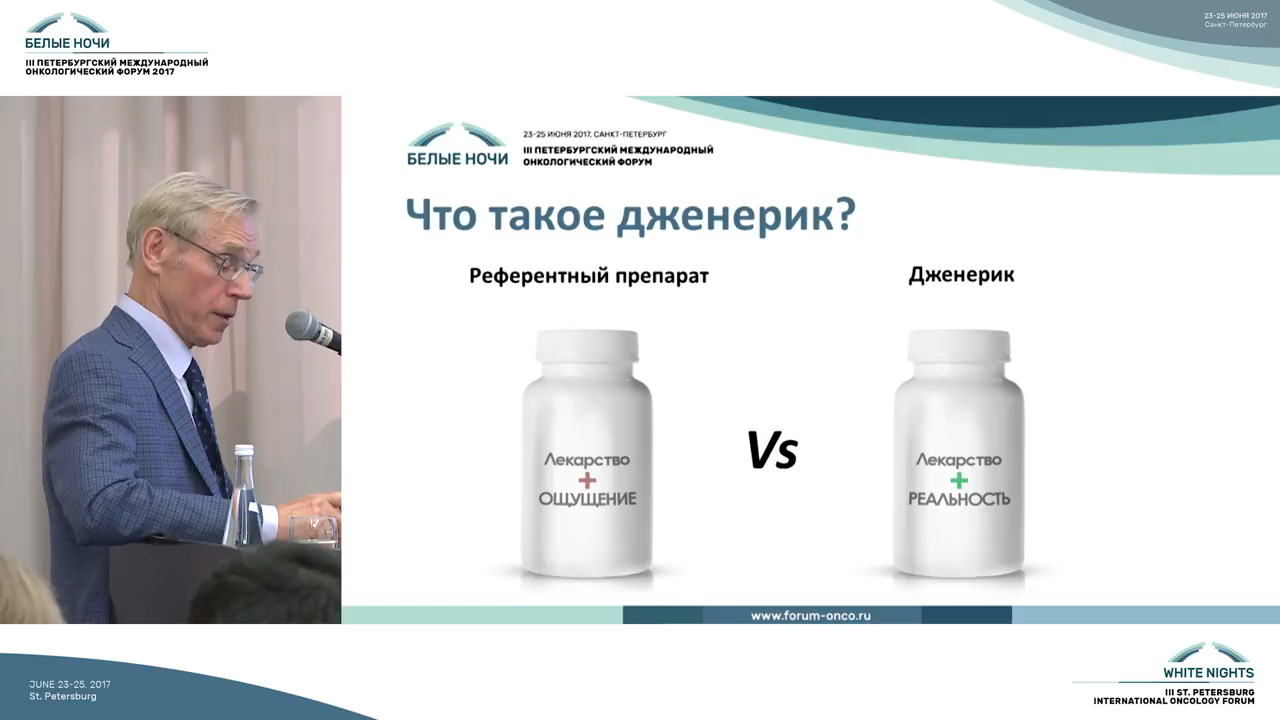 БЕЛЫЕ НОЧИ
III ПЕТЕРБУРГСКИЙ МЕЖДУНАРОДНЫЙ
ОНКОЛОГИЧЕСКИЙ ФОРУМ 2017
23-25 ИЮНЯ 2017
Санкт-Петербург
БЕЛЫЕ НОЧИ
23-25 ИЮНЯ 2017, САНКТ-ПЕТЕРБУРГ
III ПЕТЕРБУРГСКИЙ МЕЖДУНАРОДНЫЙ
ОНКОЛОГИЧЕСКИЙ ФОРУМ
Что такое дженерик?
Референтный препарат
Дженерик
Лекарство
+
ОЩУЩЕНИЕ
Vs
Лекарство
+
РЕАЛЬНОСТЬ
www.forum-onco.ru
JUNE 23-25. 2017
St. Petersburg
WHITE NIGHTS
III ST. PETERSBURG
INTERNATIONAL ONCOLOGY FORUM